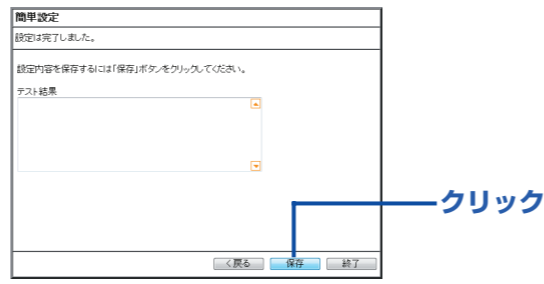 簡単設定
設定は完了しました。
設定内容を保存するには「保存」ボタンをクリックしてください。
テスト結果
クリック
<戻る 保存 終了